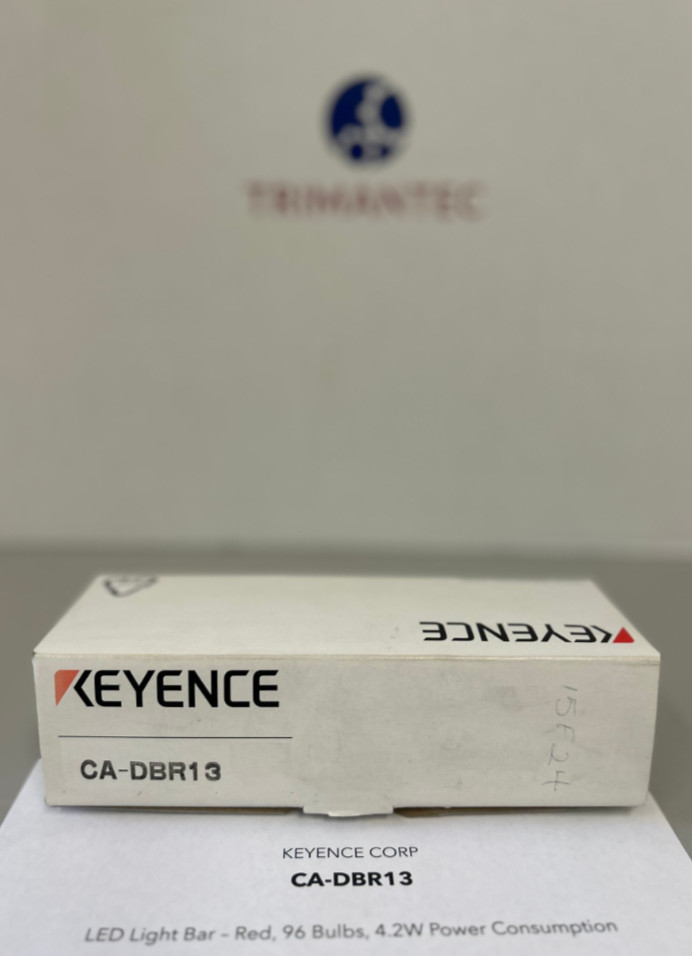 TRIMANTEC
KEYENCE
KEYENCE
CA-DBR13
15F24
KEYENCE CORP
CA-DBR13
LED Light Bar - Red, 96 Bulbs, 4.2W Power Consumption